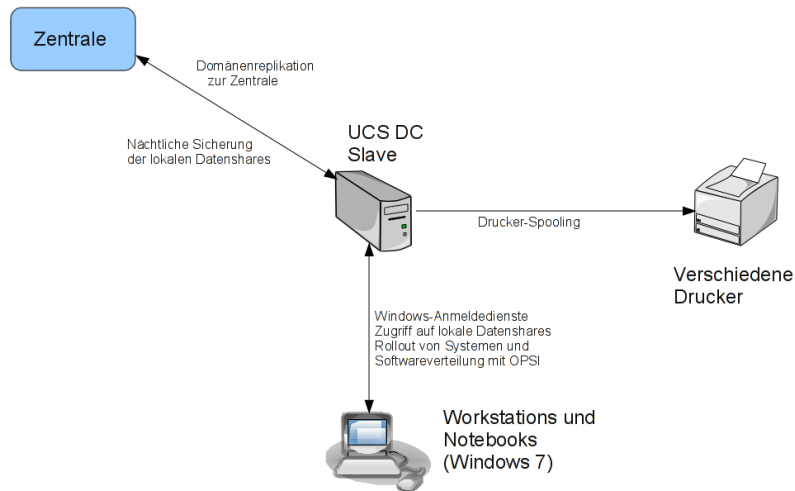 Zentrale
Domänenreplikation
zur Zentrale
Nächtliche Sicherung
der lokalen Datenshares
UCS DC
Slave
Drucker-Spooling
Verschiedene
Drucker
Windows-Anmeldedienste
Zugriff auf lokale Datenshares
Rollout von Systemen und
Softwareverteilung mit OPSI
Workstations und
Notebooks
(Windows 7)